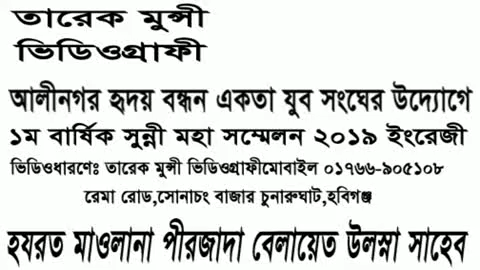 তারেক মুন্সী
ভিডিওগ্রাফী
আলীনগর হৃদয় বন্ধন একতা যুব সংঘের উদ্যোগে
১ম বার্ষিক সুন্নী মহা সম্মেলন ২০১৯ ইংরেজী
ভিডিওধারণেঃ তারেক মুন্সী ভিডিওগ্রাফীমোবাইল ০১৭৬৬-৯০৫১০৮
রেমা রোড,সোনাচং বাজার চুনারুঘাট,হবিগঞ্জ
হযরত মাওলানা পীরজাদা বেলায়েত উলস্না সাহেব